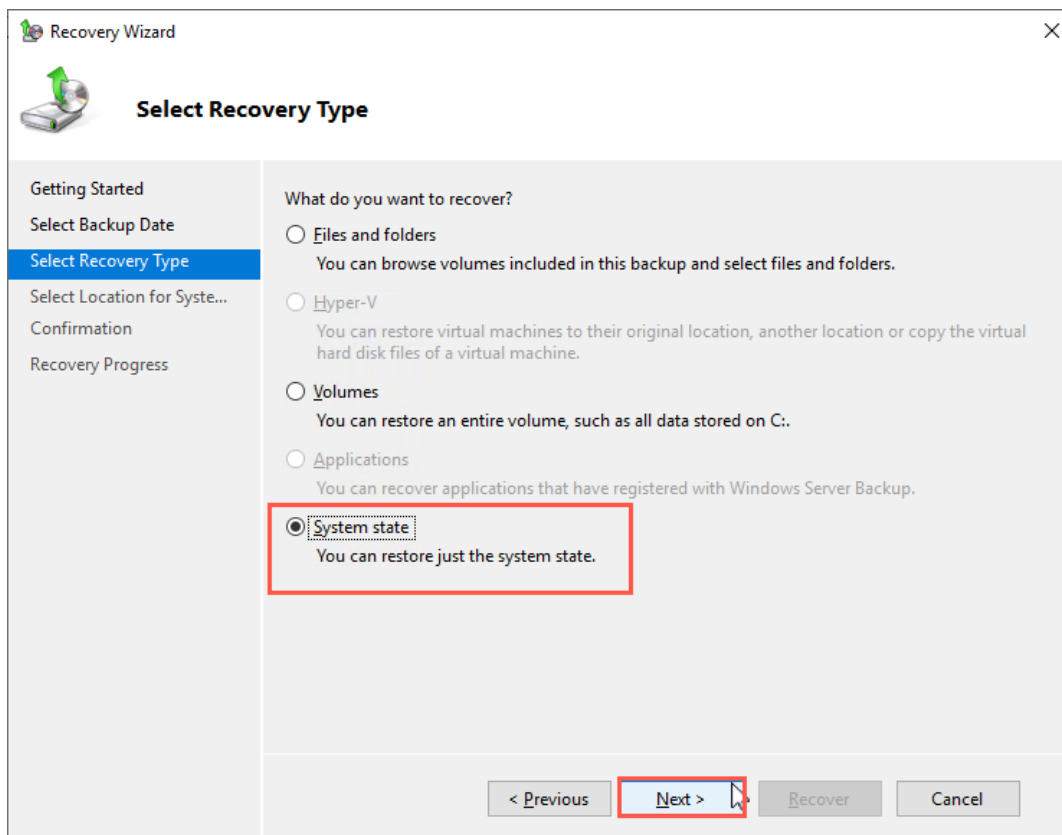 Recovery Wizard
Select Recovery Type
Getting Started
Select Backup Date
Select Recovery Type
Select Location for Syste...
Confirmation
Recovery Progress
What do you want to recover?
Files and folders
You can browse volumes included in this backup and select files and folders.
Hyper-V
You can restore virtual machines to their original location, another location or copy the virtual
hard disk files of a virtual machine.
Volumes
You can restore an entire volume, such as all data stored on C:.
Applications
You can recover applications that have registered with Windows Server Backup.
System state
You can restore just the system state.
< Previous
Next >
Recover
Cancel